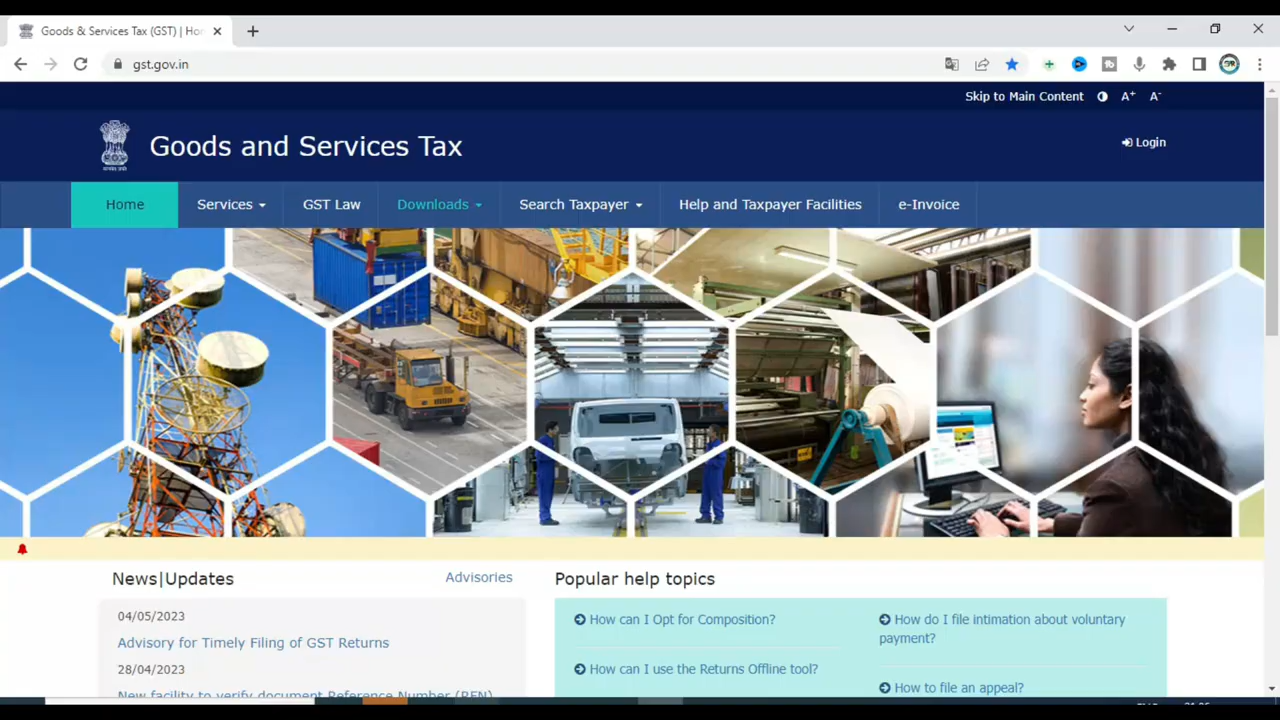 Goods & Services Tax (GST) | Ho
gst.gov.in
Skip to Main Content A+ A-
Goods and Services Tax
Login
Home Services GST Law Downloads Search Taxpayer Help and Taxpayer Facilities e-Invoice
News|Updates Advisories
04/05/2023
Advisory for Timely Filing of GST Returns
28/04/2023
New facility to verify document Reference Number (RFN)
Popular help topics
How can I Opt for Composition?
How can I use the Returns Offline tool?
How do I file intimation about voluntary
payment?
How to file an appeal?